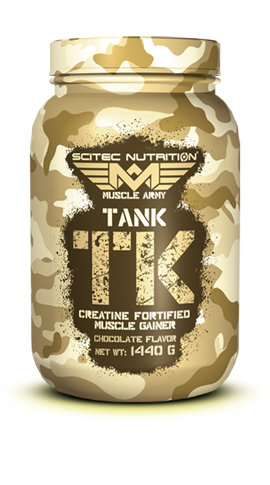 SCITEC NUTRITION®
MUSCLE ARMY
TANK
TK
CREATINE FORTIFIED
MUSCLE GAINER
CHOCOLATE FLAVOR
NET WT: 1440 G